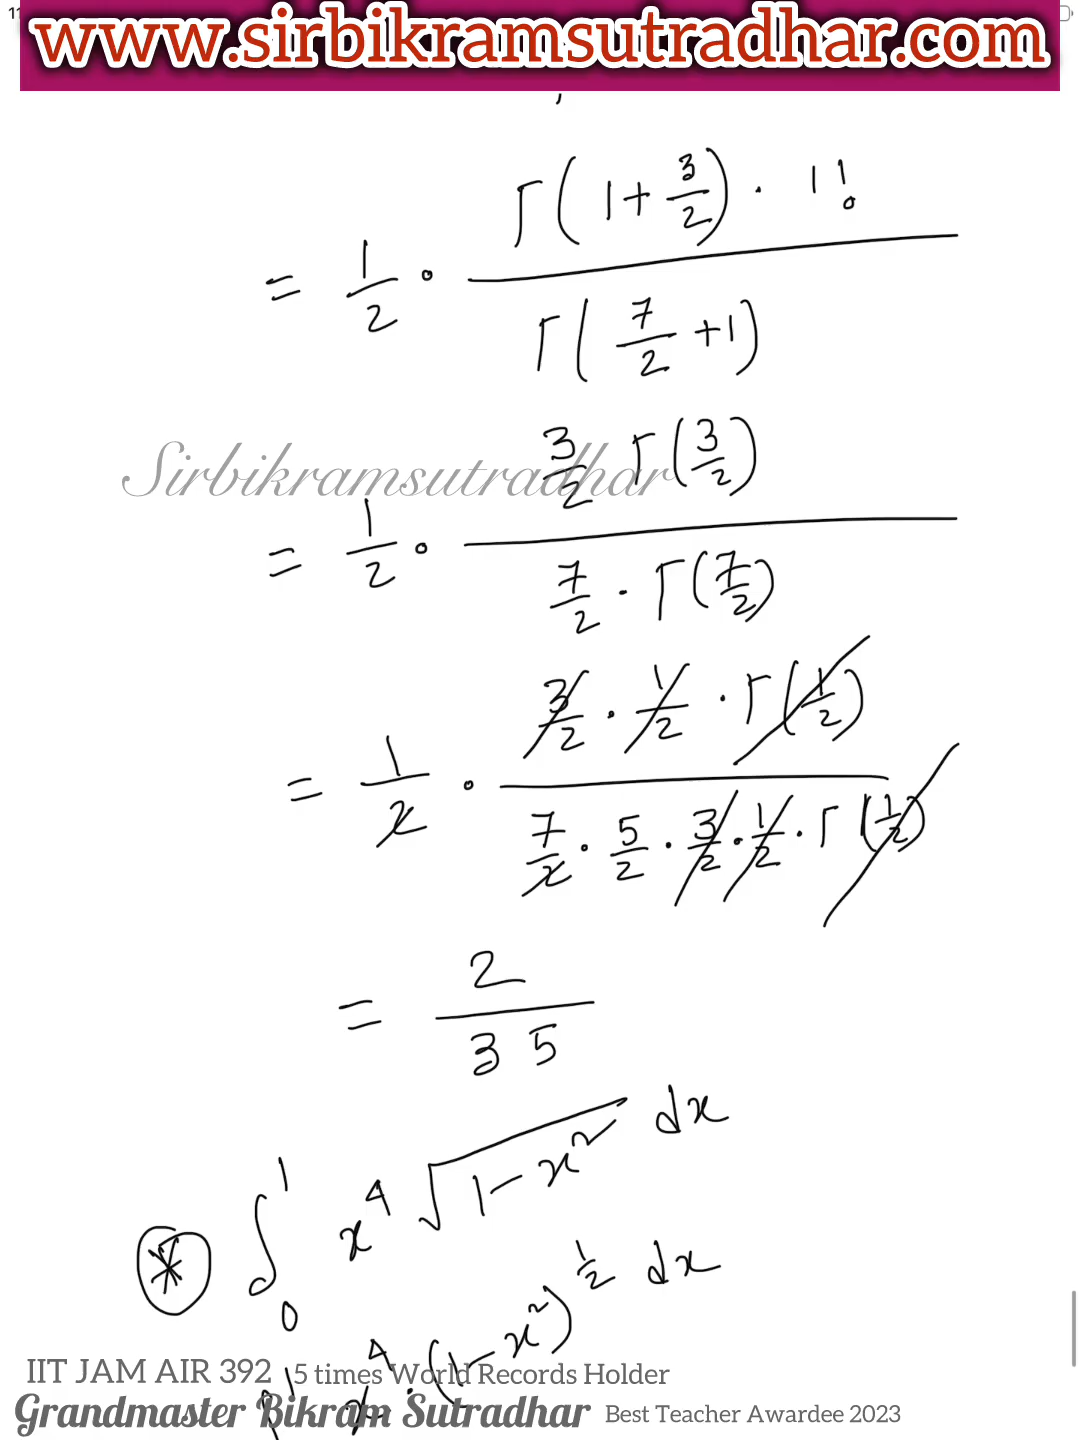 11
www.sirbikramsutradhar.com
= 1/2 · Γ(1+3/2) · 1! / Γ(7/2 +1)
Sirbikramsutradhar
= 1/2 · 3/2 Γ(3/2) / 7/2 · Γ(7/2)
= 1/2 · 3/2 · 1/2 · Γ(1/2) / 7/2 · 5/2 · 3/2 · 1/2 · Γ(1/2)
= 2/35
* ∫₀¹ x⁴ √(1-x²) dx
∫¹ x⁴ · (1-x²)^(1/2) dx
IIT JAM AIR 392 5 times World Records Holder
Grandmaster Bikram Sutradhar Best Teacher Awardee 2023